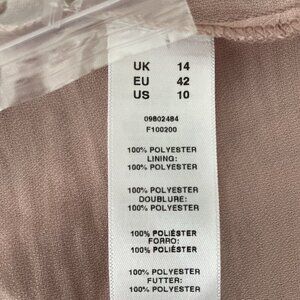 UK 14
EU 42
US 10
09802484
F100200
100% POLYESTER
LINING:
100% POLYESTER
100% POLYESTER
DOUBLURE:
100% POLYESTER
100% POLIÉSTER
FORRO:
100% POLIÉSTER
100% POLYESTER
FUTTER:
100% POLYESTER